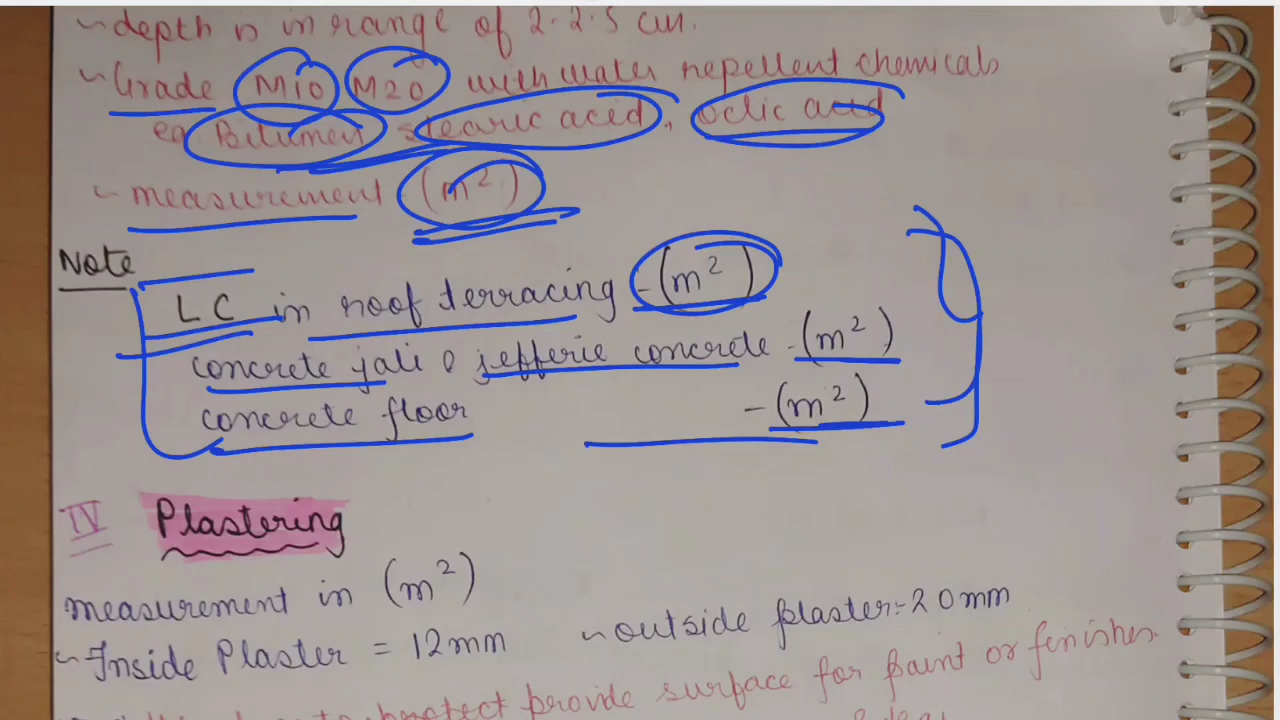 ~depth is in range of 2-2.5 cm.
~Grade M10 M20 with water repellent chemicals
eg Bitumen stearic acid, oelic acid
~ measurement (m²)
Note
LC in roof terracing - (m²)
concrete jali o jefferie concrete - (m²)
concrete floor - (m²)
IV Plastering
measurement in (m²)
~Inside Plaster = 12mm ~outside plaster=20mm
protect provide surface for paint or finishes.